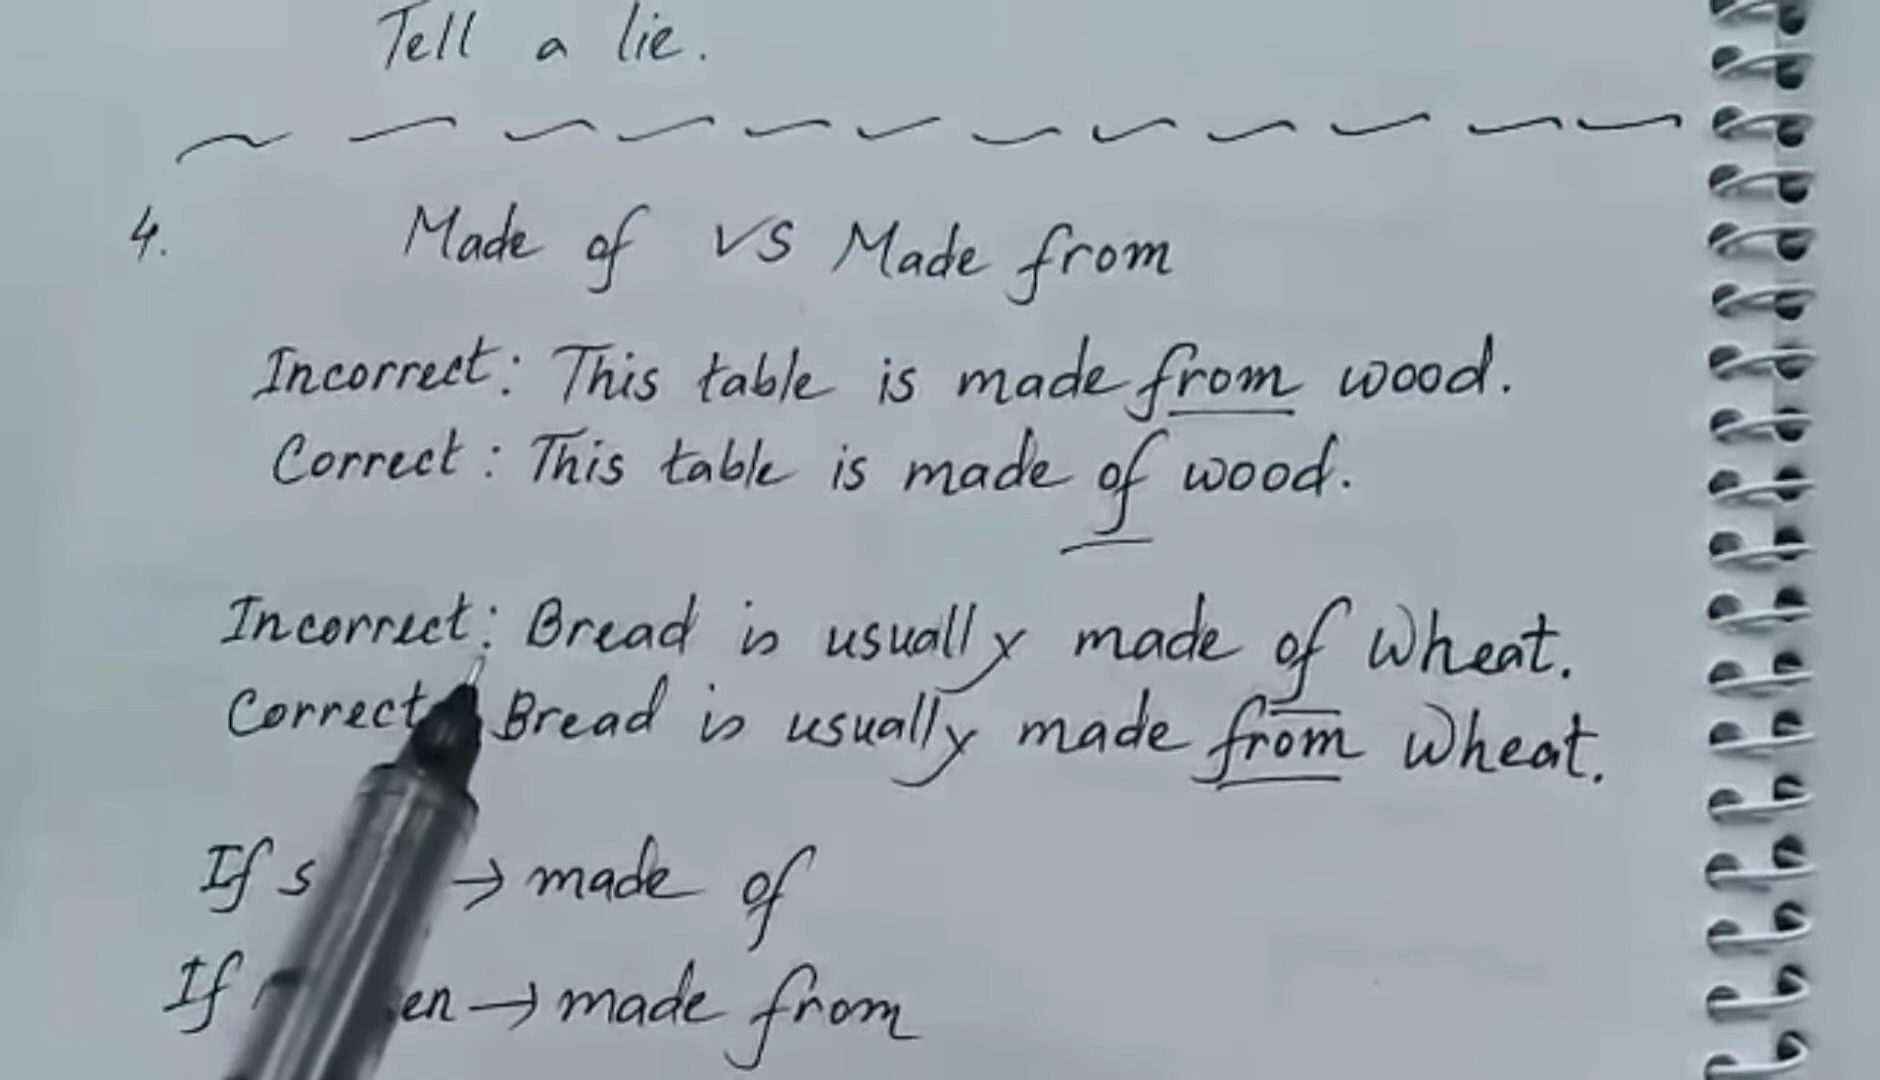 Tell a lie.
4. Made of VS Made from
Incorrect: This table is made from wood.
Correct: This table is made of wood.
Incorrect: Bread is usually made of wheat.
Correct Bread is usually made from wheat.
If → made of
If → made from